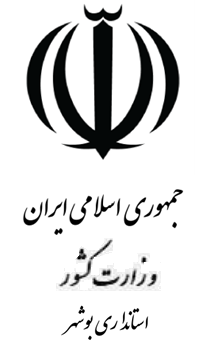 جمهوری اسلامی ایران
وزارت کشور
استانداری بوشهر